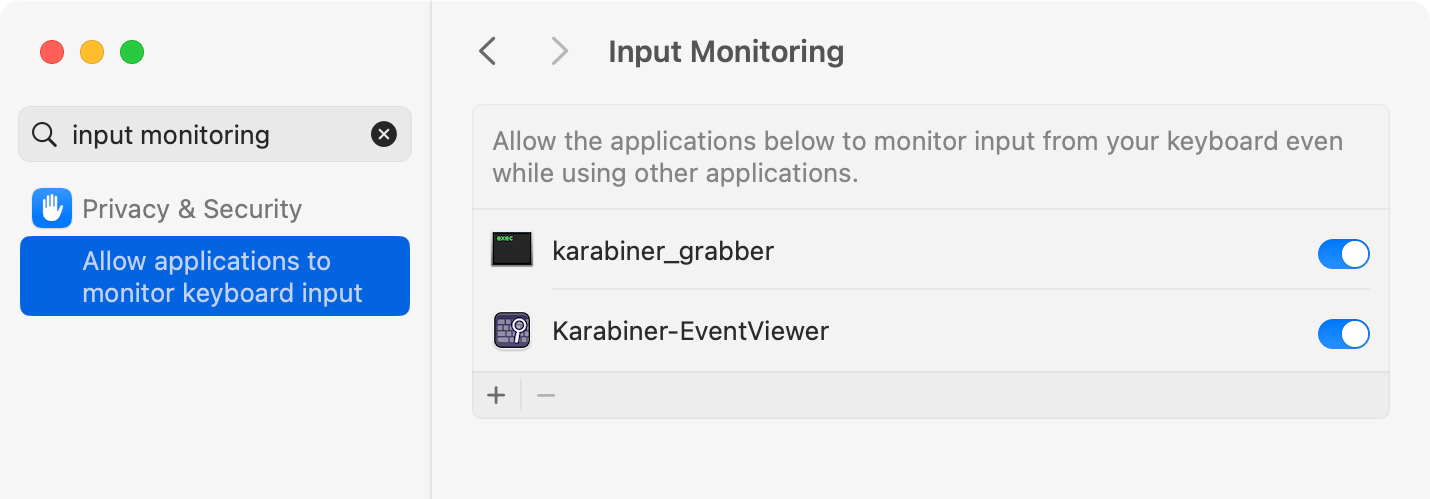 Input Monitoring
input monitoring
Privacy & Security
Allow applications to
monitor keyboard input
Allow the applications below to monitor input from your keyboard even
while using other applications.
exec
karabiner_grabber
Karabiner-EventViewer